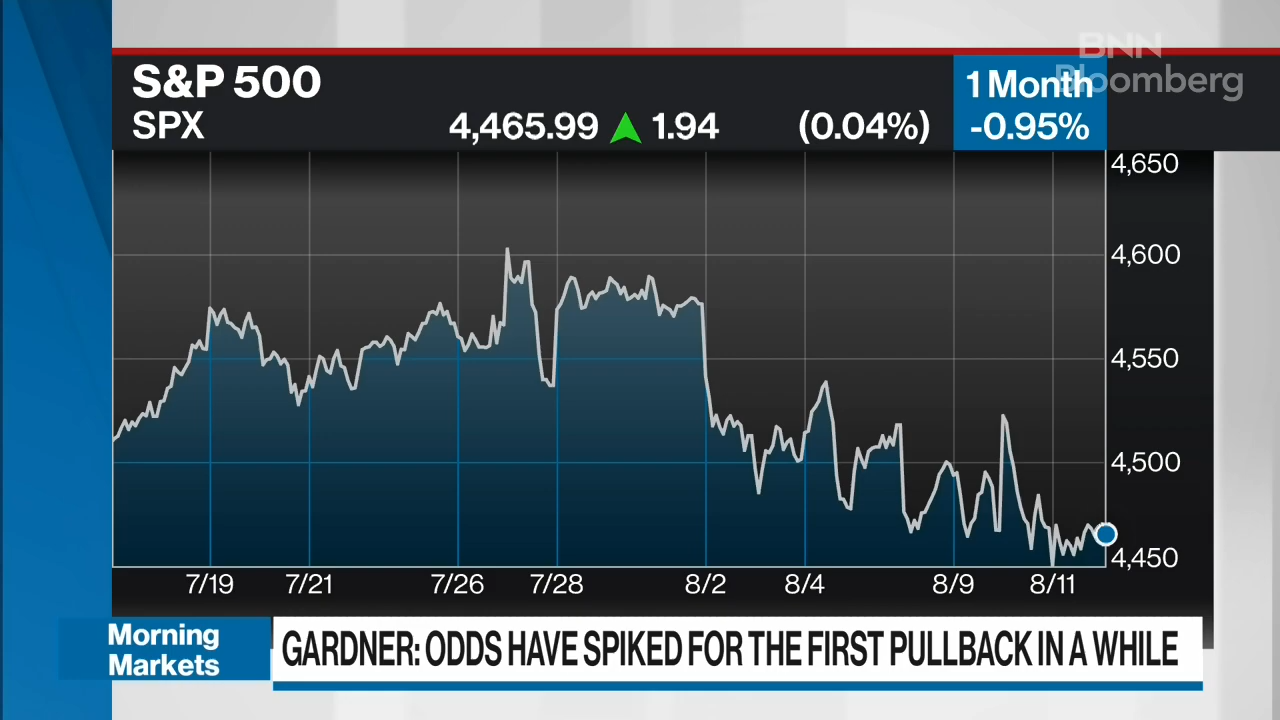 BNN
Bloomberg
S&P 500
SPX 4,465.99 ▲ 1.94 (0.04%)
1 Month
-0.95%
4,650
4,600
4,550
4,500
4,450
7/19 7/21 7/26 7/28 8/2 8/4 8/9 8/11
Morning
Markets
GARDNER: ODDS HAVE SPIKED FOR THE FIRST PULLBACK IN A WHILE